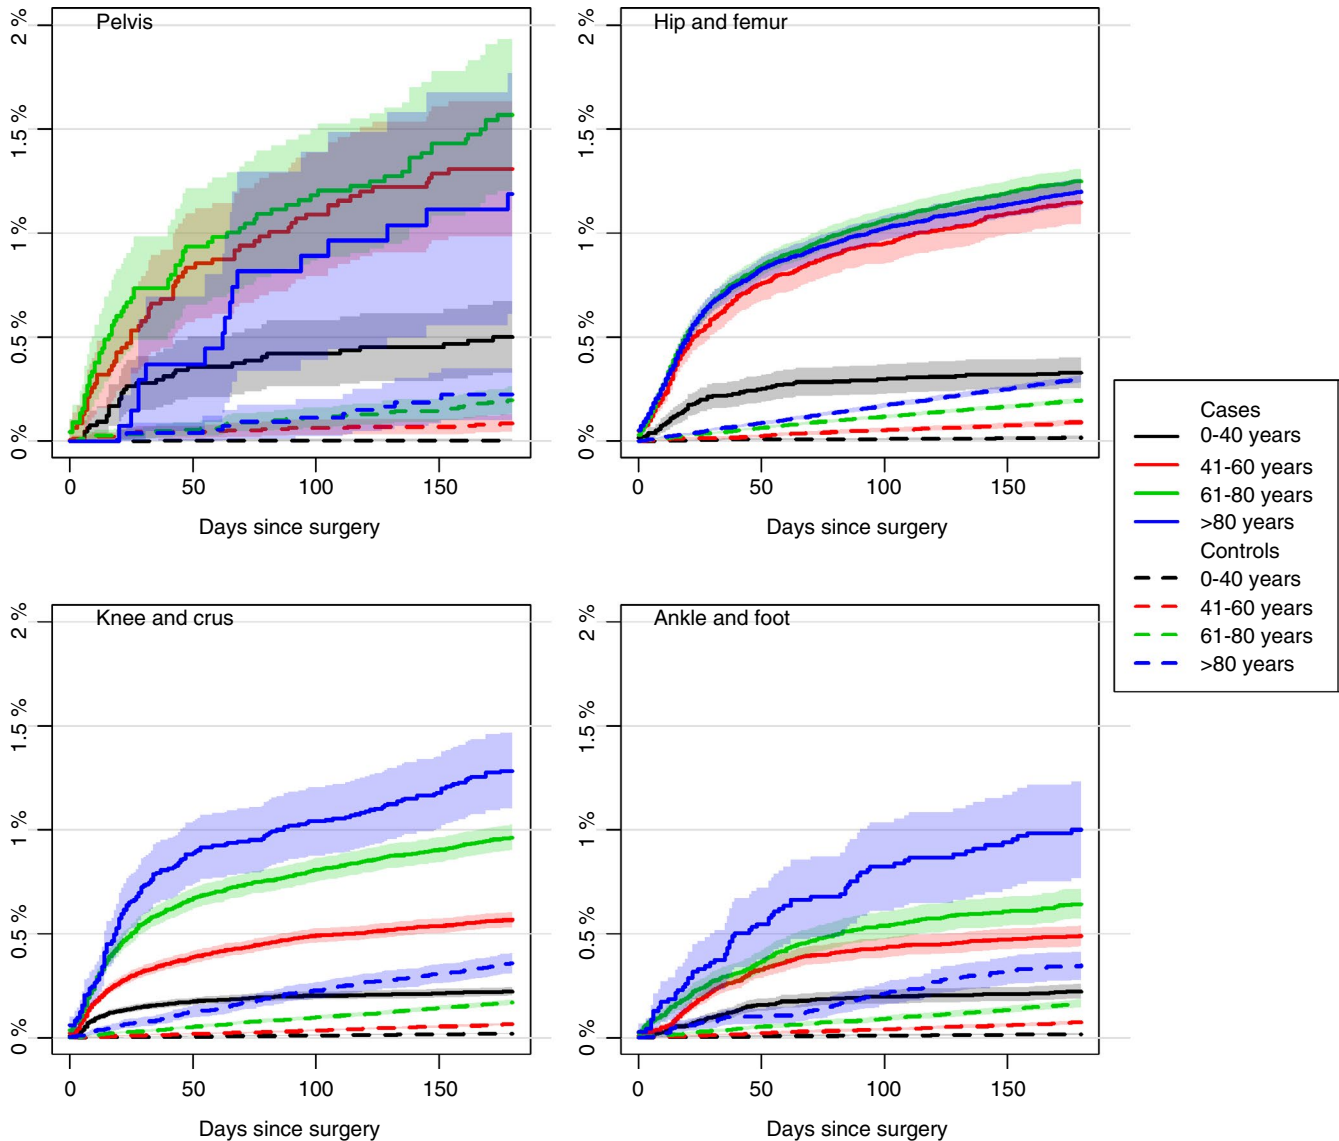 Pelvis
2 %
1.5 %
1 %
0.5 %
0 %
0 50 100 150
Days since surgery
Hip and femur
2 %
1.5 %
1 %
0.5 %
0 %
0 50 100 150
Days since surgery
Knee and crus
2 %
1.5 %
1 %
0.5 %
0 %
0 50 100 150
Days since surgery
Ankle and foot
2 %
1.5 %
1 %
0.5 %
0 %
0 50 100 150
Days since surgery
Cases
0-40 years
41-60 years
61-80 years
>80 years
Controls
0-40 years
41-60 years
61-80 years
>80 years